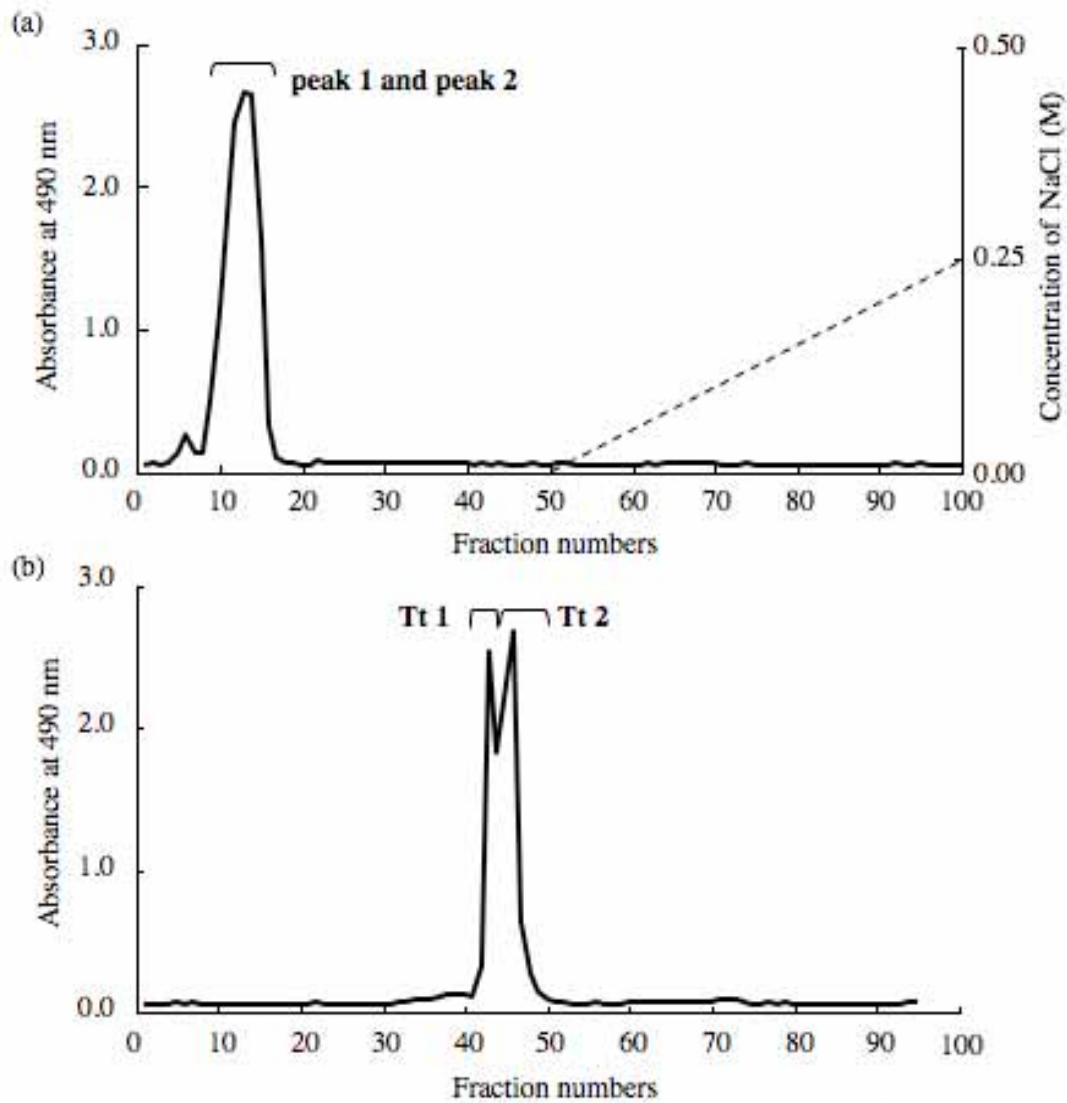 (a)
3.0
2.0
1.0
0.0
Absorbance at 490 nm
peak 1 and peak 2
0.50
0.25
0.00
Concentration of NaCl (M)
0 10 20 30 40 50 60 70 80 90 100
Fraction numbers
(b)
3.0
2.0
1.0
0.0
Absorbance at 490 nm
Tt 1 Tt 2
0 10 20 30 40 50 60 70 80 90 100
Fraction numbers